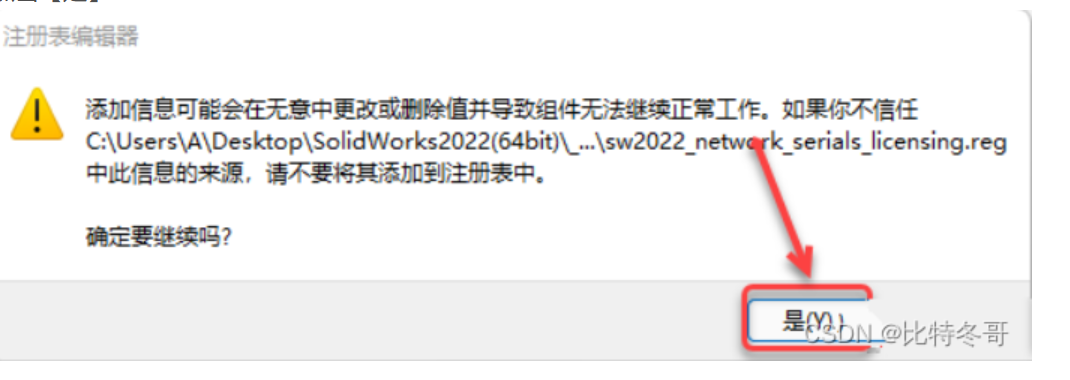 注册表编辑器
添加信息可能会在无意中更改或删除值并导致组件无法继续正常工作。如果你不信任
C:\Users\A\Desktop\SolidWorks2022(64bit)\_...\sw2022_network_serials_licensing.reg
中此信息的来源，请不要将其添加到注册表中。
确定要继续吗?
是(Y)
CSDN @比特冬哥